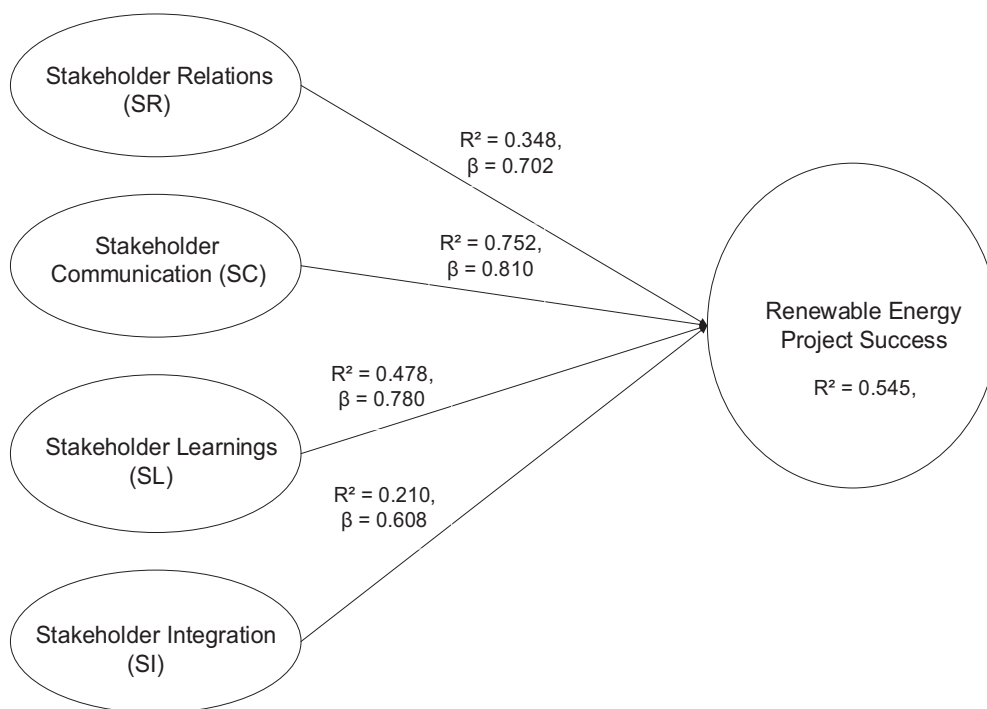 Stakeholder Relations
(SR)
R² = 0.348,
β = 0.702
Stakeholder
Communication (SC)
R² = 0.752,
β = 0.810
Renewable Energy
Project Success
R² = 0.545,
R² = 0.478,
β = 0.780
Stakeholder Learnings
(SL)
R² = 0.210,
β = 0.608
Stakeholder Integration
(SI)